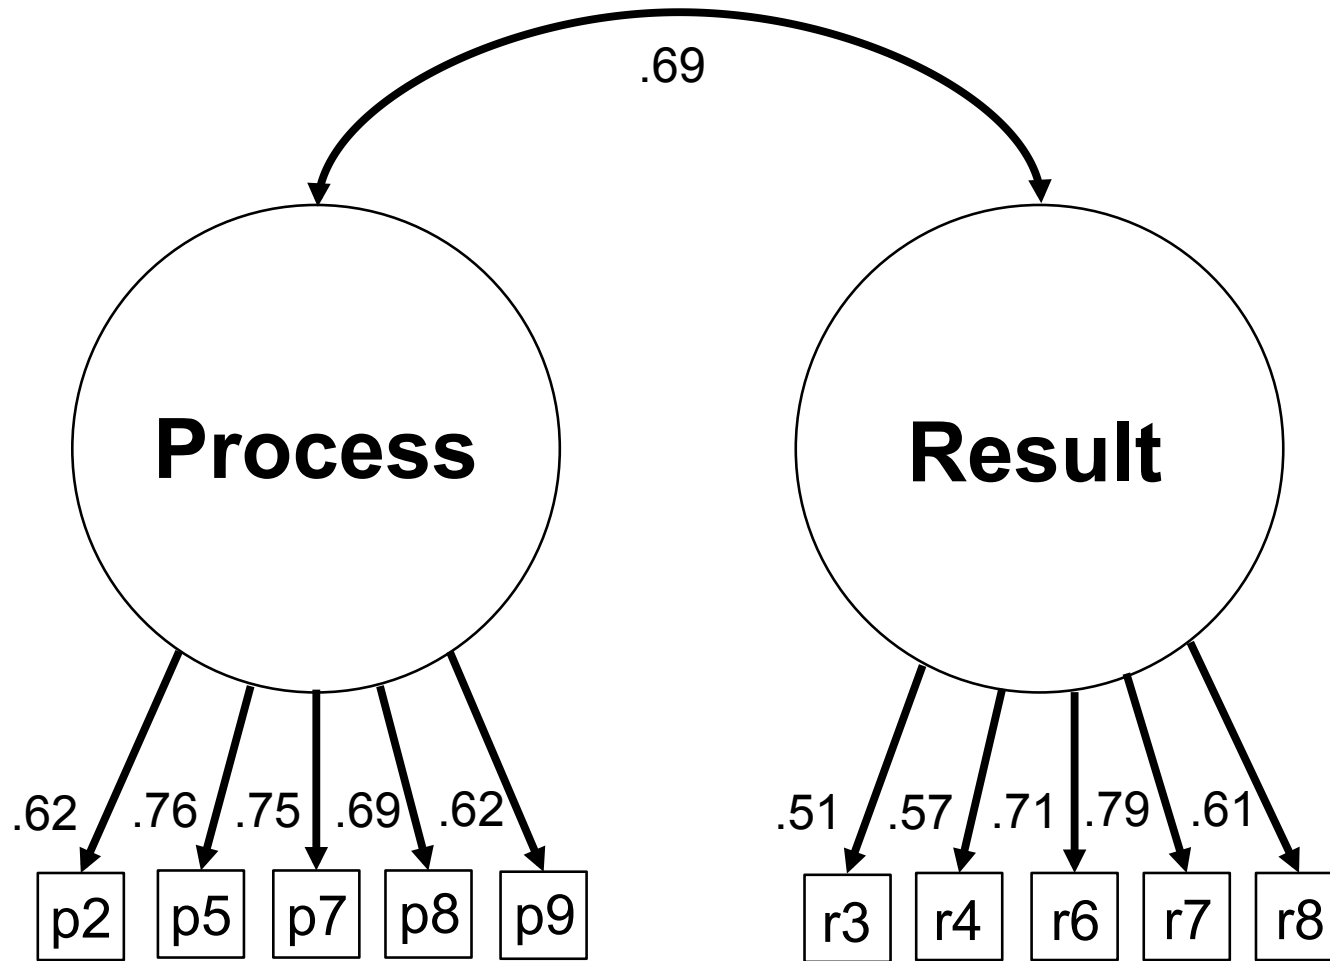 .69
Process Result
.62 .76 .75 .69 .62 .51 .57 .71 .79 .61
p2 p5 p7 p8 p9 r3 r4 r6 r7 r8